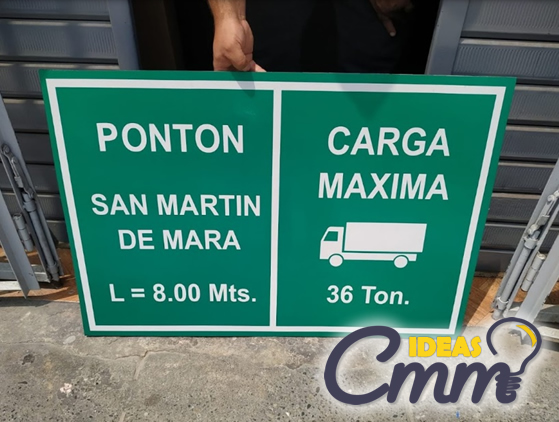 PONTON
SAN MARTIN
DE MARA
L = 8.00 Mts.
CARGA
MAXIMA
36 Ton.
IDEAS
Cmm